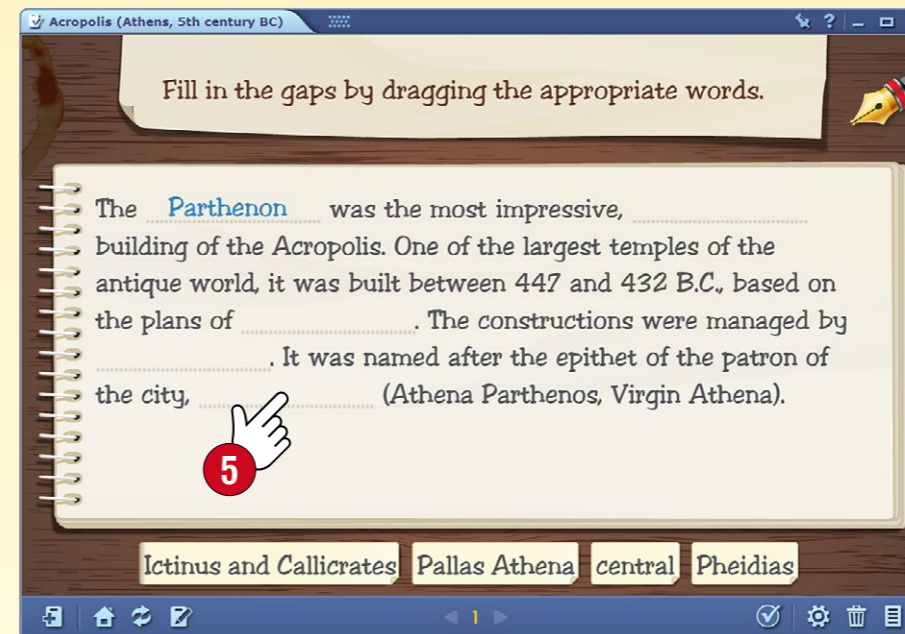 Acropolis (Athens, 5th century BC)
?
Fill in the gaps by dragging the appropriate words.
The Parthenon was the most impressive,
building of the Acropolis. One of the largest temples of the
antique world, it was built between 447 and 432 B.C., based on
the plans of . The constructions were managed by
. It was named after the epithet of the patron of
the city, (Athena Parthenos, Virgin Athena).
5
Ictinus and Callicrates Pallas Athena central Pheidias
1